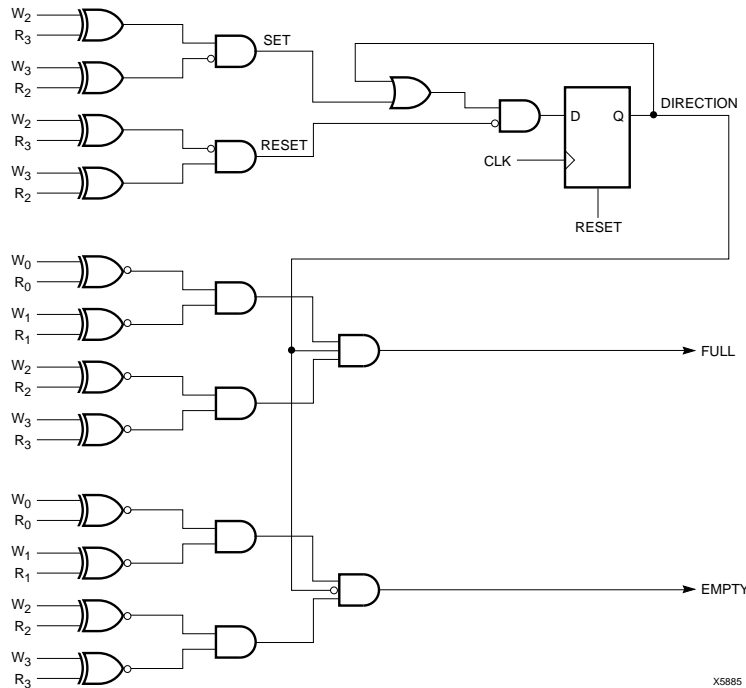 W2
R3
SET
W3
R2
DIRECTION
D
Q
W2
R3
RESET
CLK
W3
R2
RESET
W0
R0
W1
R1
FULL
W2
R2
W3
R3
W0
R0
W1
R1
EMPTY
W2
R2
W3
R3
X5885